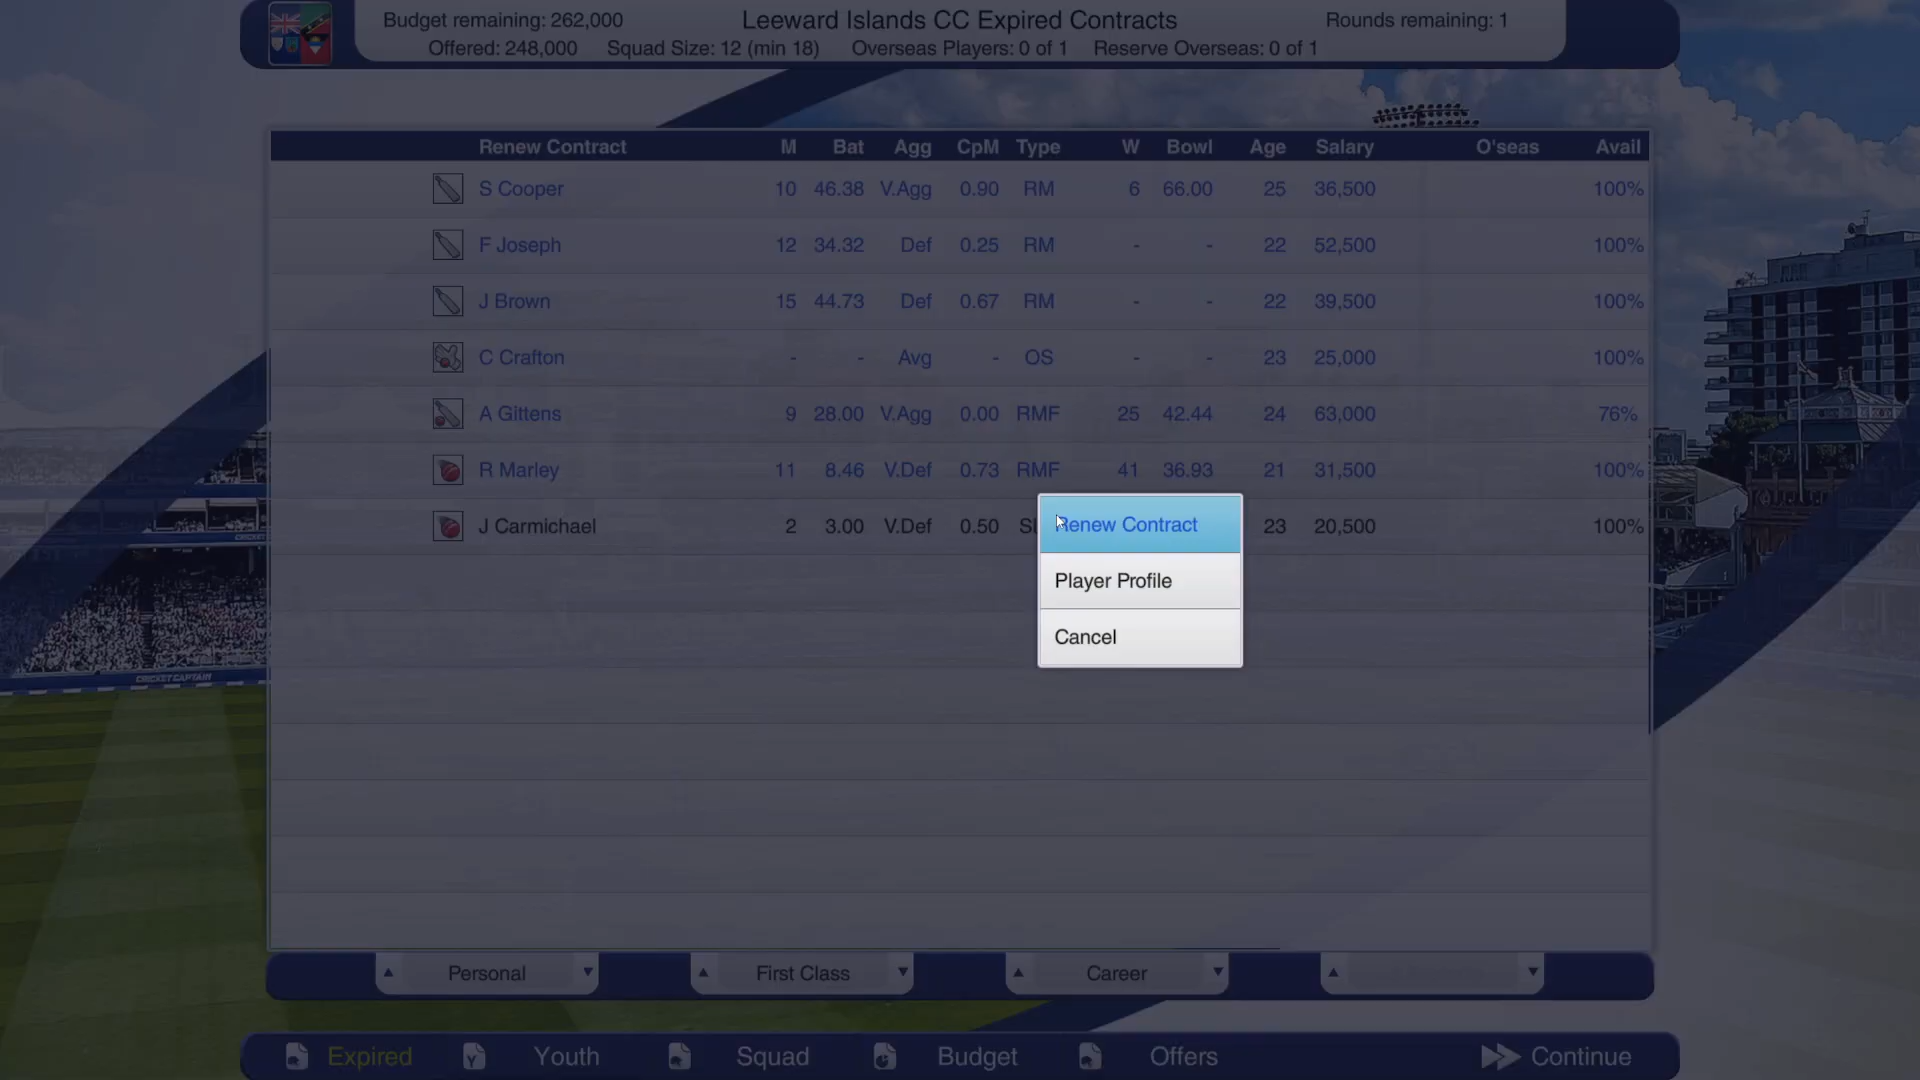 Budget remaining: 262,000 Leeward Islands CC Expired Contracts Rounds remaining: 1
Offered: 248,000 Squad Size: 12 (min 18) Overseas Players: 0 of 1 Reserve Overseas: 0 of 1
Renew Contract M Bat Agg CpM Type W Bowl Age Salary O'seas Avail
S Cooper 10 46.38 V.Agg 0.90 RM 6 66.00 25 36,500 100%
F Joseph 12 34.32 Def 0.25 RM - - 22 52,500 100%
J Brown 15 44.73 Def 0.67 RM - - 22 39,500 100%
C Crafton - - Avg - OS - - 23 25,000 100%
A Gittens 9 28.00 V.Agg 0.00 RMF 25 42.44 24 63,000 76%
R Marley 11 8.46 V.Def 0.73 RMF 41 36.93 21 31,500 100%
J Carmichael 2 3.00 V.Def 0.50 23 20,500 100%
Renew Contract
Player Profile
Cancel
CRICKET CAPTAIN
Personal First Class Career
Expired Youth Squad Budget Offers Continue